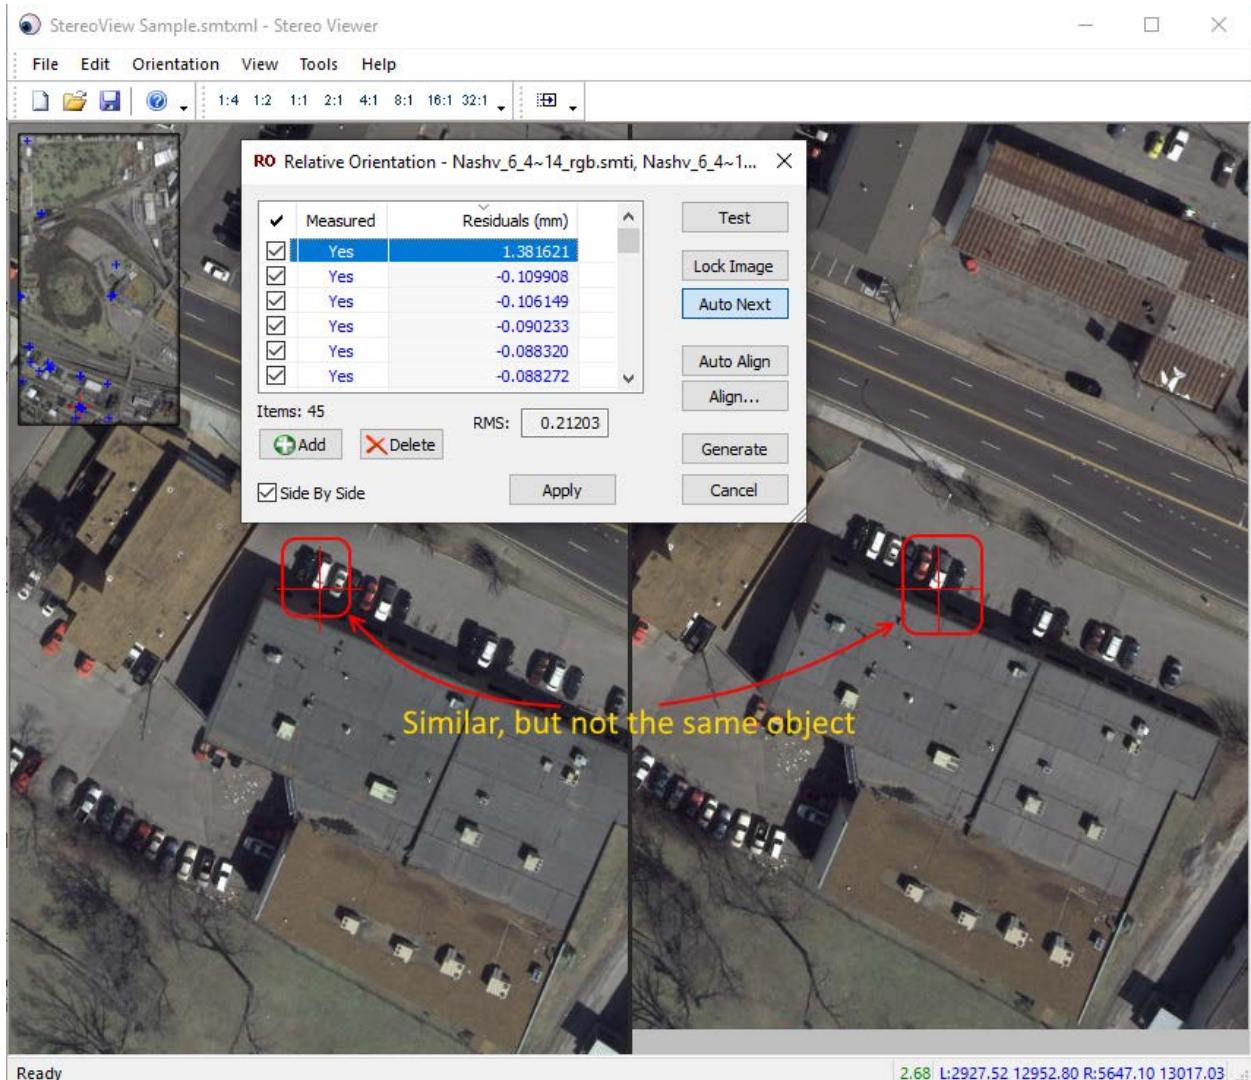 StereoView Sample.smtxml - Stereo Viewer
File Edit Orientation View Tools Help
1:4 1:2 1:1 2:1 4:1 8:1 16:1 32:1
RO Relative Orientation - Nashv_6_4~14_rgb.smti, Nashv_6_4~1...
Measured Residuals (mm)
Yes 1.381621
Yes -0.109908
Yes -0.106149
Yes -0.090233
Yes -0.088320
Yes -0.088272
Items: 45
RMS: 0.21203
Add Delete
Side By Side
Apply
Test
Lock Image
Auto Next
Auto Align
Align...
Generate
Cancel
Similar, but not the same object
Ready
2.68 L:2927.52 12952.80 R:5647.10 13017.03